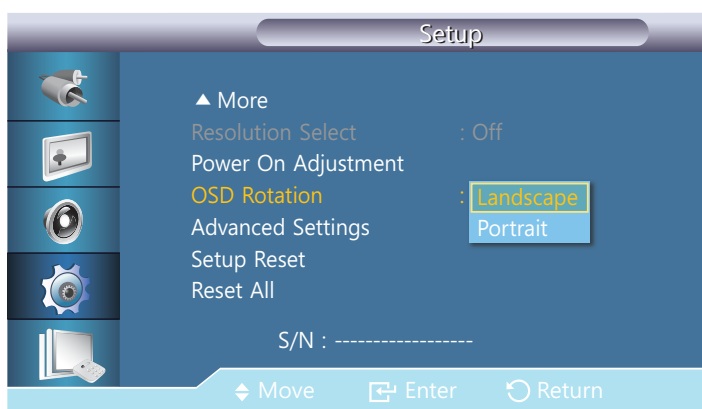 Setup
▲ More
Resolution Select : Off
Power On Adjustment
OSD Rotation : Landscape
Portrait
Advanced Settings
Setup Reset
Reset All
S/N : ------------------
Move Enter Return